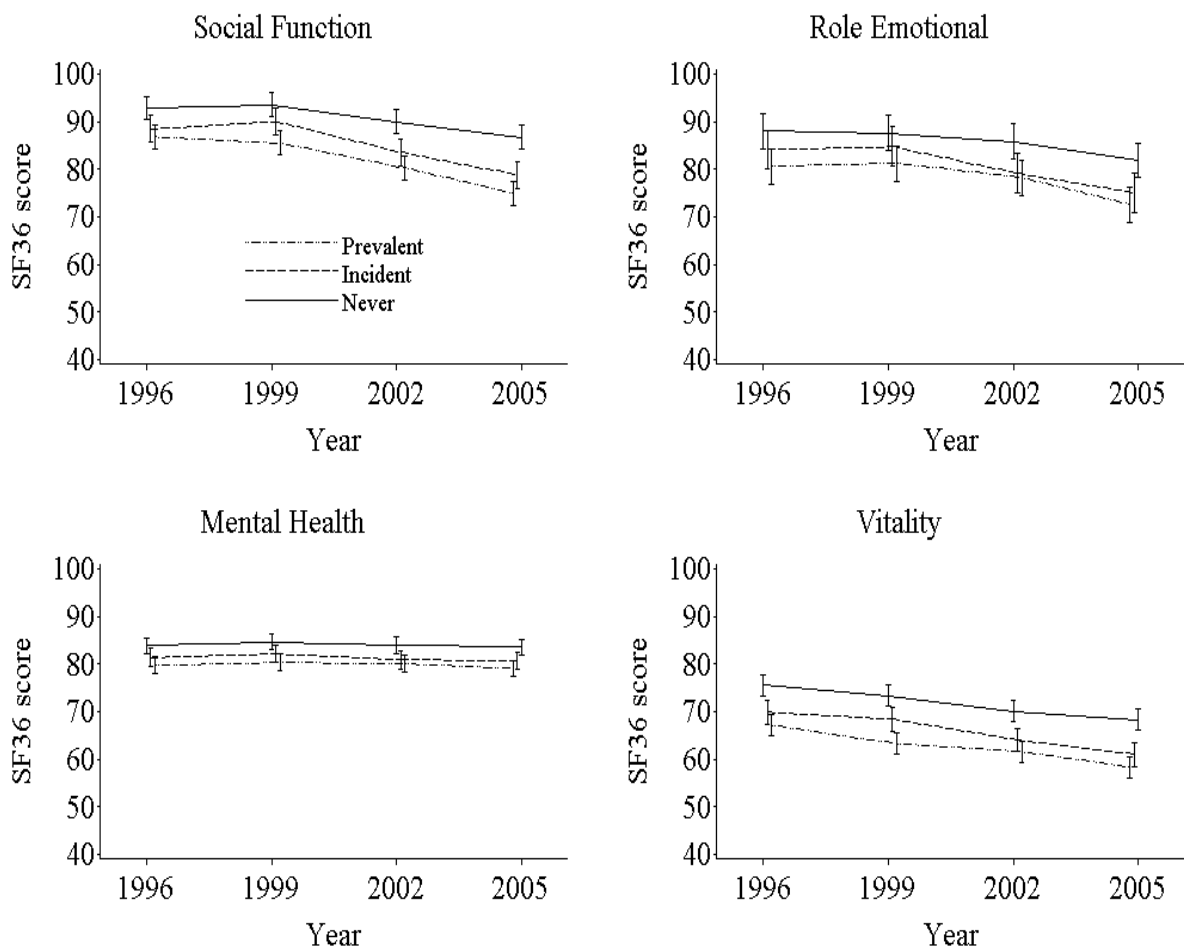 Social Function
SF36 score
100
90
80
70
60
50
40
Prevalent
Incident
Never
1996 1999 2002 2005
Year
Role Emotional
SF36 score
100
90
80
70
60
50
40
1996 1999 2002 2005
Year
Mental Health
SF36 score
100
90
80
70
60
50
40
1996 1999 2002 2005
Year
Vitality
SF36 score
100
90
80
70
60
50
40
1996 1999 2002 2005
Year